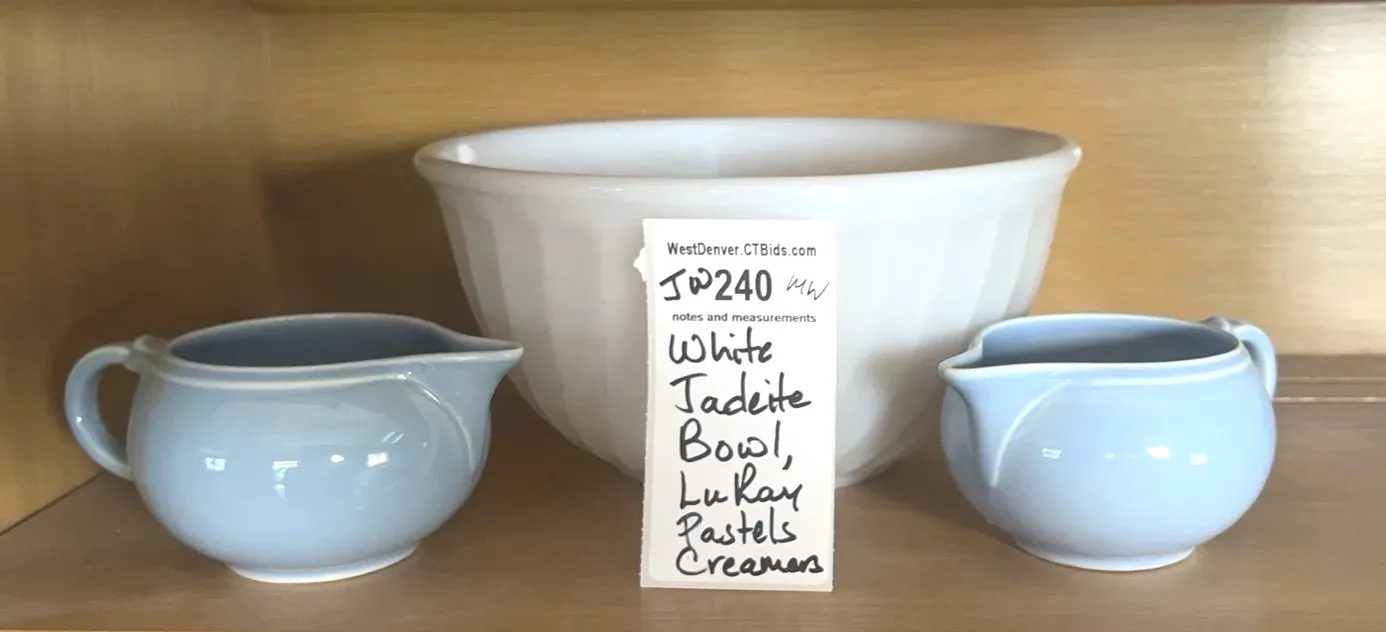 WestDenver.CTBids.com
JW240 MW
notes and measurements
White
Jadeite
Bowl,
LuRay
Pastels
Creamers